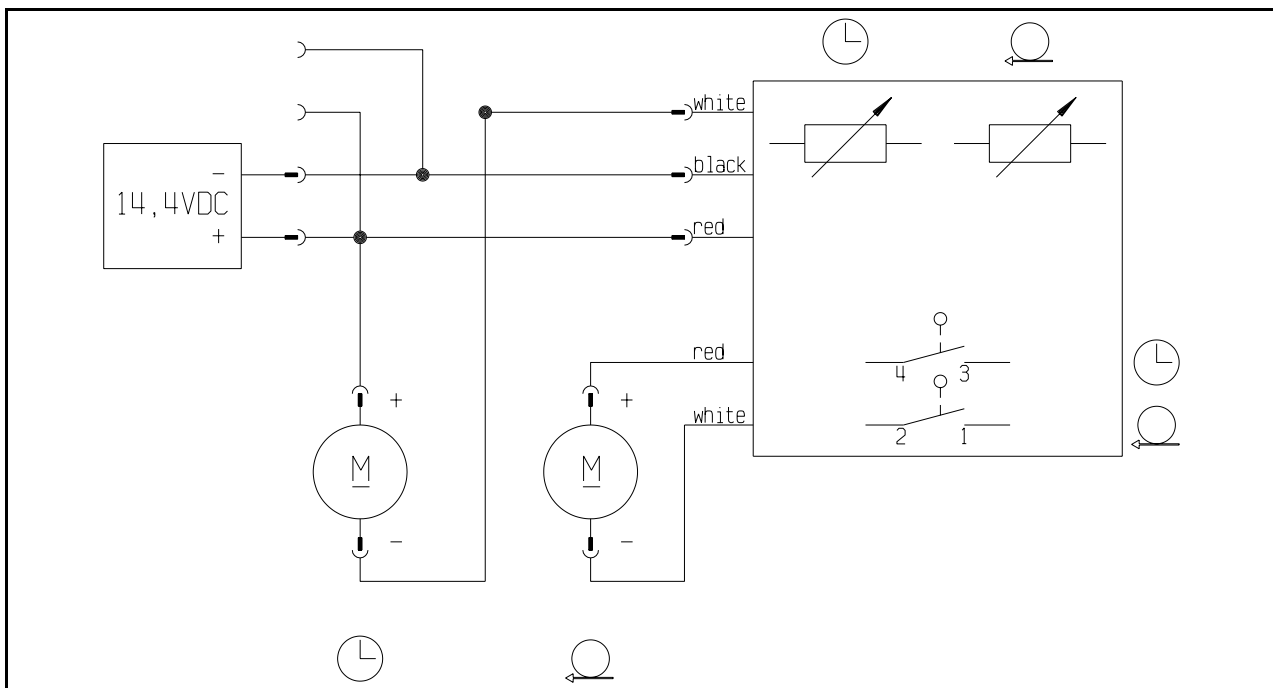 white
black
-
14,4VDC
+
red
red
4 3
+ M
+ M
white
2 1
-
-